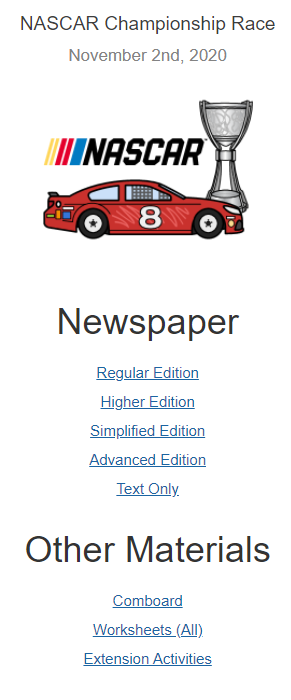 NASCAR Championship Race
November 2nd, 2020
NASCAR
8
Newspaper
Regular Edition
Higher Edition
Simplified Edition
Advanced Edition
Text Only
Other Materials
Comboard
Worksheets (All)
Extension Activities